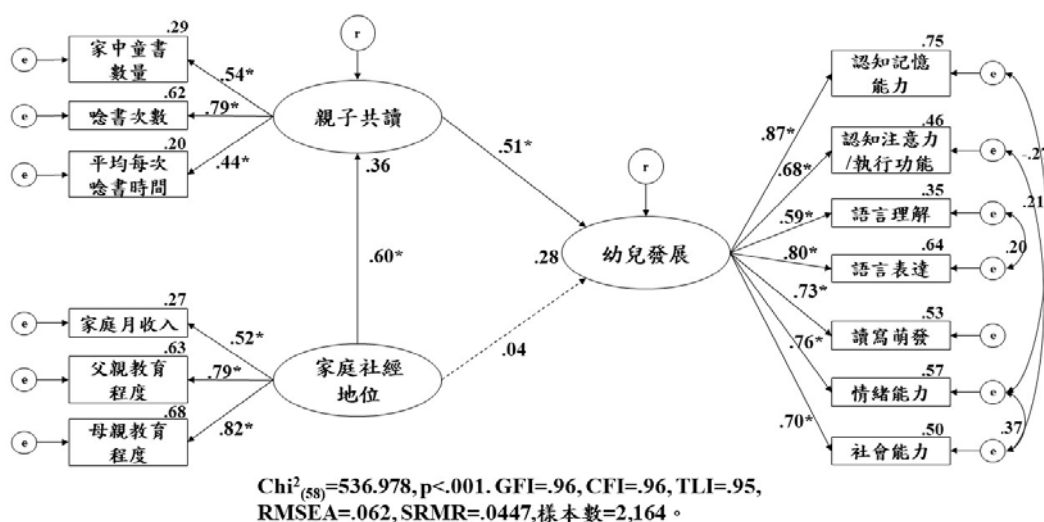 .29
e
家中童書
數量
.54*
.62
e
唸書次數
.79*
.20
e
平均每次
唸書時間
.44*
r
親子共讀
.36
.51*
.60*
.27
e
家庭月收入
.52*
.63
e
父親教育
程度
.79*
.68
e
母親教育
程度
.82*
家庭社經
地位
.04
r
.28
幼兒發展
.75
認知記憶
能力
e
.87*
.46
認知注意力
/執行功能
e
.68*
-.27
.35
語言理解
e
.59*
.21
.64
語言表達
e
.80*
.20
.53
讀寫萌發
e
.73*
.57
情緒能力
e
.76*
.50
社會能力
e
.70*
.37
Chi²(58)=536.978, p<.001. GFI=.96, CFI=.96, TLI=.95,
RMSEA=.062, SRMR=.0447,樣本數=2,164。